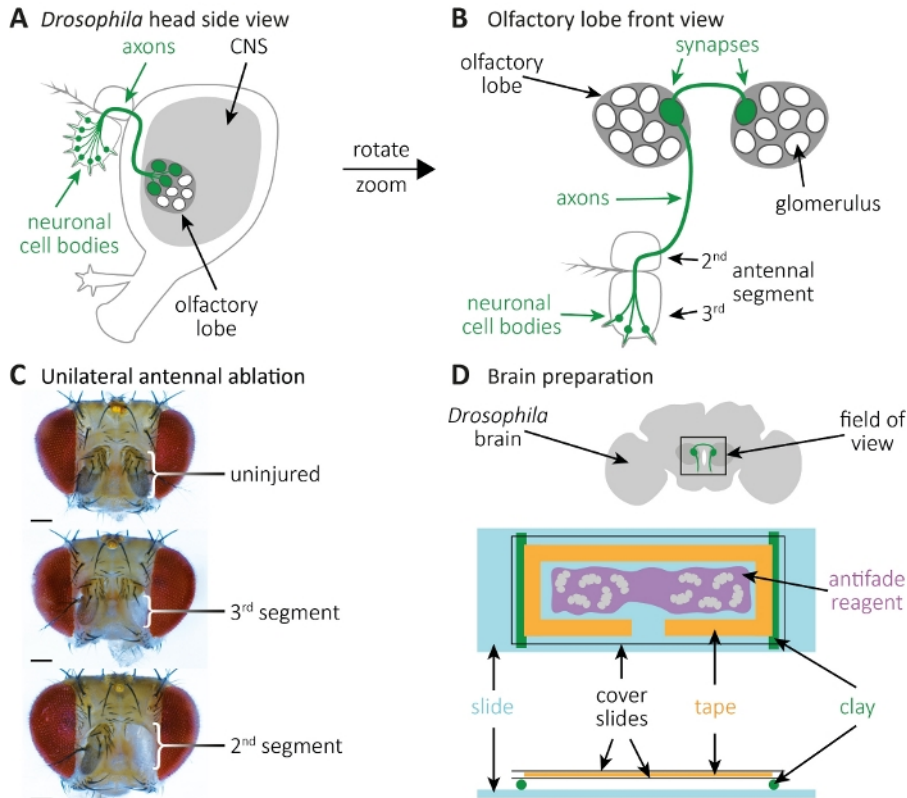 A Drosophila head side view
axons
CNS
neuronal
cell bodies
olfactory
lobe
rotate
zoom
B Olfactory lobe front view
synapses
olfactory
lobe
axons
glomerulus
2nd
antennal
segment
3rd
neuronal
cell bodies
C Unilateral antennal ablation
uninjured
3rd segment
2nd segment
D Brain preparation
Drosophila
brain
field of
view
antifade
reagent
slide
cover
slides
tape
clay